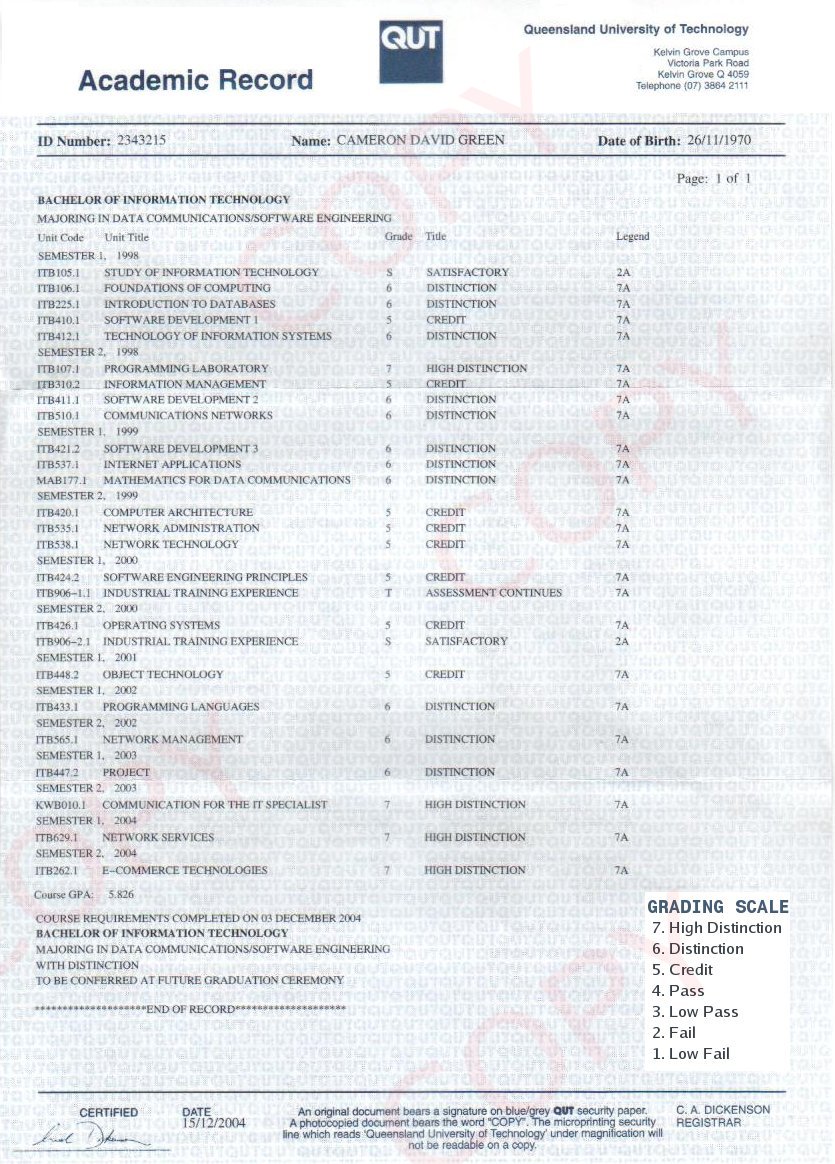 QUT
Queensland University of Technology
Kelvin Grove Campus
Victoria Park Road
Kelvin Grove Q 4059
Telephone (07) 3864 2111
Academic Record
ID Number: 2343215 Name: CAMERON DAVID GREEN Date of Birth: 26/11/1970
Page: 1 of 1
BACHELOR OF INFORMATION TECHNOLOGY
MAJORING IN DATA COMMUNICATIONS/SOFTWARE ENGINEERING
Unit Code Unit Title Grade Title Legend
SEMESTER 1, 1998
ITB105.1 STUDY OF INFORMATION TECHNOLOGY S SATISFACTORY 2A
ITB106.1 FOUNDATIONS OF COMPUTING 6 DISTINCTION 7A
ITB225.1 INTRODUCTION TO DATABASES 6 DISTINCTION 7A
ITB410.1 SOFTWARE DEVELOPMENT 1 5 CREDIT 7A
ITB412.1 TECHNOLOGY OF INFORMATION SYSTEMS 6 DISTINCTION 7A
SEMESTER 2, 1998
ITB107.1 PROGRAMMING LABORATORY 7 HIGH DISTINCTION 7A
ITB310.2 INFORMATION MANAGEMENT 5 CREDIT 7A
ITB411.1 SOFTWARE DEVELOPMENT 2 6 DISTINCTION 7A
ITB510.1 COMMUNICATIONS NETWORKS 6 DISTINCTION 7A
SEMESTER 1, 1999
ITB421.2 SOFTWARE DEVELOPMENT 3 6 DISTINCTION 7A
ITB537.1 INTERNET APPLICATIONS 6 DISTINCTION 7A
MAB177.1 MATHEMATICS FOR DATA COMMUNICATIONS 6 DISTINCTION 7A
SEMESTER 2, 1999
ITB420.1 COMPUTER ARCHITECTURE 5 CREDIT 7A
ITB535.1 NETWORK ADMINISTRATION 5 CREDIT 7A
ITB538.1 NETWORK TECHNOLOGY 5 CREDIT 7A
SEMESTER 1, 2000
ITB424.2 SOFTWARE ENGINEERING PRINCIPLES 5 CREDIT 7A
ITB906-1.1 INDUSTRIAL TRAINING EXPERIENCE T ASSESSMENT CONTINUES 7A
SEMESTER 2, 2000
ITB426.1 OPERATING SYSTEMS 5 CREDIT 7A
ITB906-2.1 INDUSTRIAL TRAINING EXPERIENCE S SATISFACTORY 2A
SEMESTER 1, 2001
ITB448.2 OBJECT TECHNOLOGY 5 CREDIT 7A
SEMESTER 1, 2002
ITB433.1 PROGRAMMING LANGUAGES 6 DISTINCTION 7A
SEMESTER 2, 2002
ITB565.1 NETWORK MANAGEMENT 6 DISTINCTION 7A
SEMESTER 1, 2003
ITB447.2 PROJECT 6 DISTINCTION 7A
SEMESTER 2, 2003
KWB010.1 COMMUNICATION FOR THE IT SPECIALIST 7 HIGH DISTINCTION 7A
SEMESTER 1, 2004
ITB629.1 NETWORK SERVICES 7 HIGH DISTINCTION 7A
SEMESTER 2, 2004
ITB262.1 E-COMMERCE TECHNOLOGIES 7 HIGH DISTINCTION 7A
Course GPA: 5.826
COURSE REQUIREMENTS COMPLETED ON 03 DECEMBER 2004
BACHELOR OF INFORMATION TECHNOLOGY
MAJORING IN DATA COMMUNICATIONS/SOFTWARE ENGINEERING
WITH DISTINCTION
TO BE CONFERRED AT FUTURE GRADUATION CEREMONY
********************END OF RECORD********************
GRADING SCALE
7. High Distinction
6. Distinction
5. Credit
4. Pass
3. Low Pass
2. Fail
1. Low Fail
CERTIFIED
DATE
15/12/2004
An original document bears a signature on blue/grey QUT security paper.
A photocopied document bears the word "COPY". The microprinting security
line which reads 'Queensland University of Technology' under magnification will
not be readable on a copy.
C. A. DICKENSON
REGISTRAR
COPY
COPY
COPY
COPY